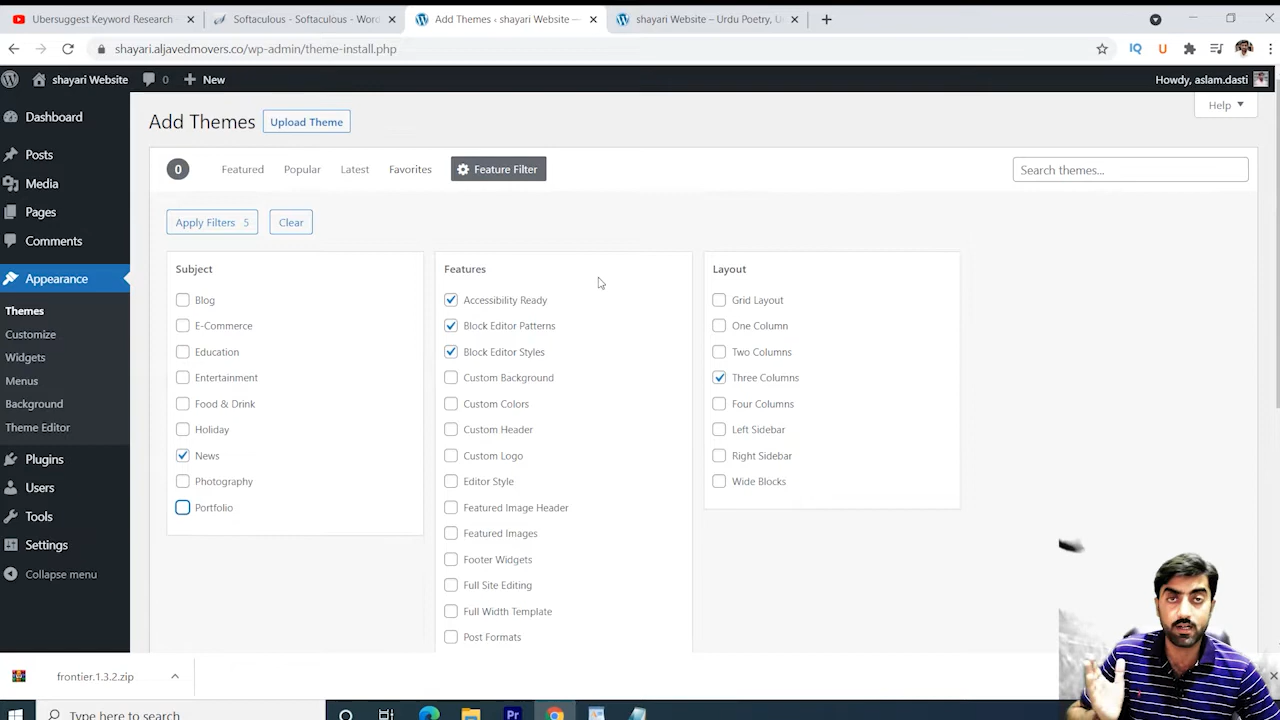 Ubersuggest Keyword Research -
Softaculous - Softaculous - Wor
Add Themes ‹ shayari Website —
shayari Website – Urdu Poetry, U
shayari.aljavedmovers.co/wp-admin/theme-install.php
shayari Website
0
New
Howdy, aslam.dasti
Dashboard
Posts
Media
Pages
Comments
Appearance
Themes
Customize
Widgets
Menus
Background
Theme Editor
Plugins
Users
Tools
Settings
Collapse menu
Add Themes
Upload Theme
Help
0
Featured
Popular
Latest
Favorites
Feature Filter
Search themes...
Apply Filters 5
Clear
Subject
Blog
E-Commerce
Education
Entertainment
Food & Drink
Holiday
News
Photography
Portfolio
Features
Accessibility Ready
Block Editor Patterns
Block Editor Styles
Custom Background
Custom Colors
Custom Header
Custom Logo
Editor Style
Featured Image Header
Featured Images
Footer Widgets
Full Site Editing
Full Width Template
Post Formats
Layout
Grid Layout
One Column
Two Columns
Three Columns
Four Columns
Left Sidebar
Right Sidebar
Wide Blocks
frontier.1.3.2.zip
Type here to search